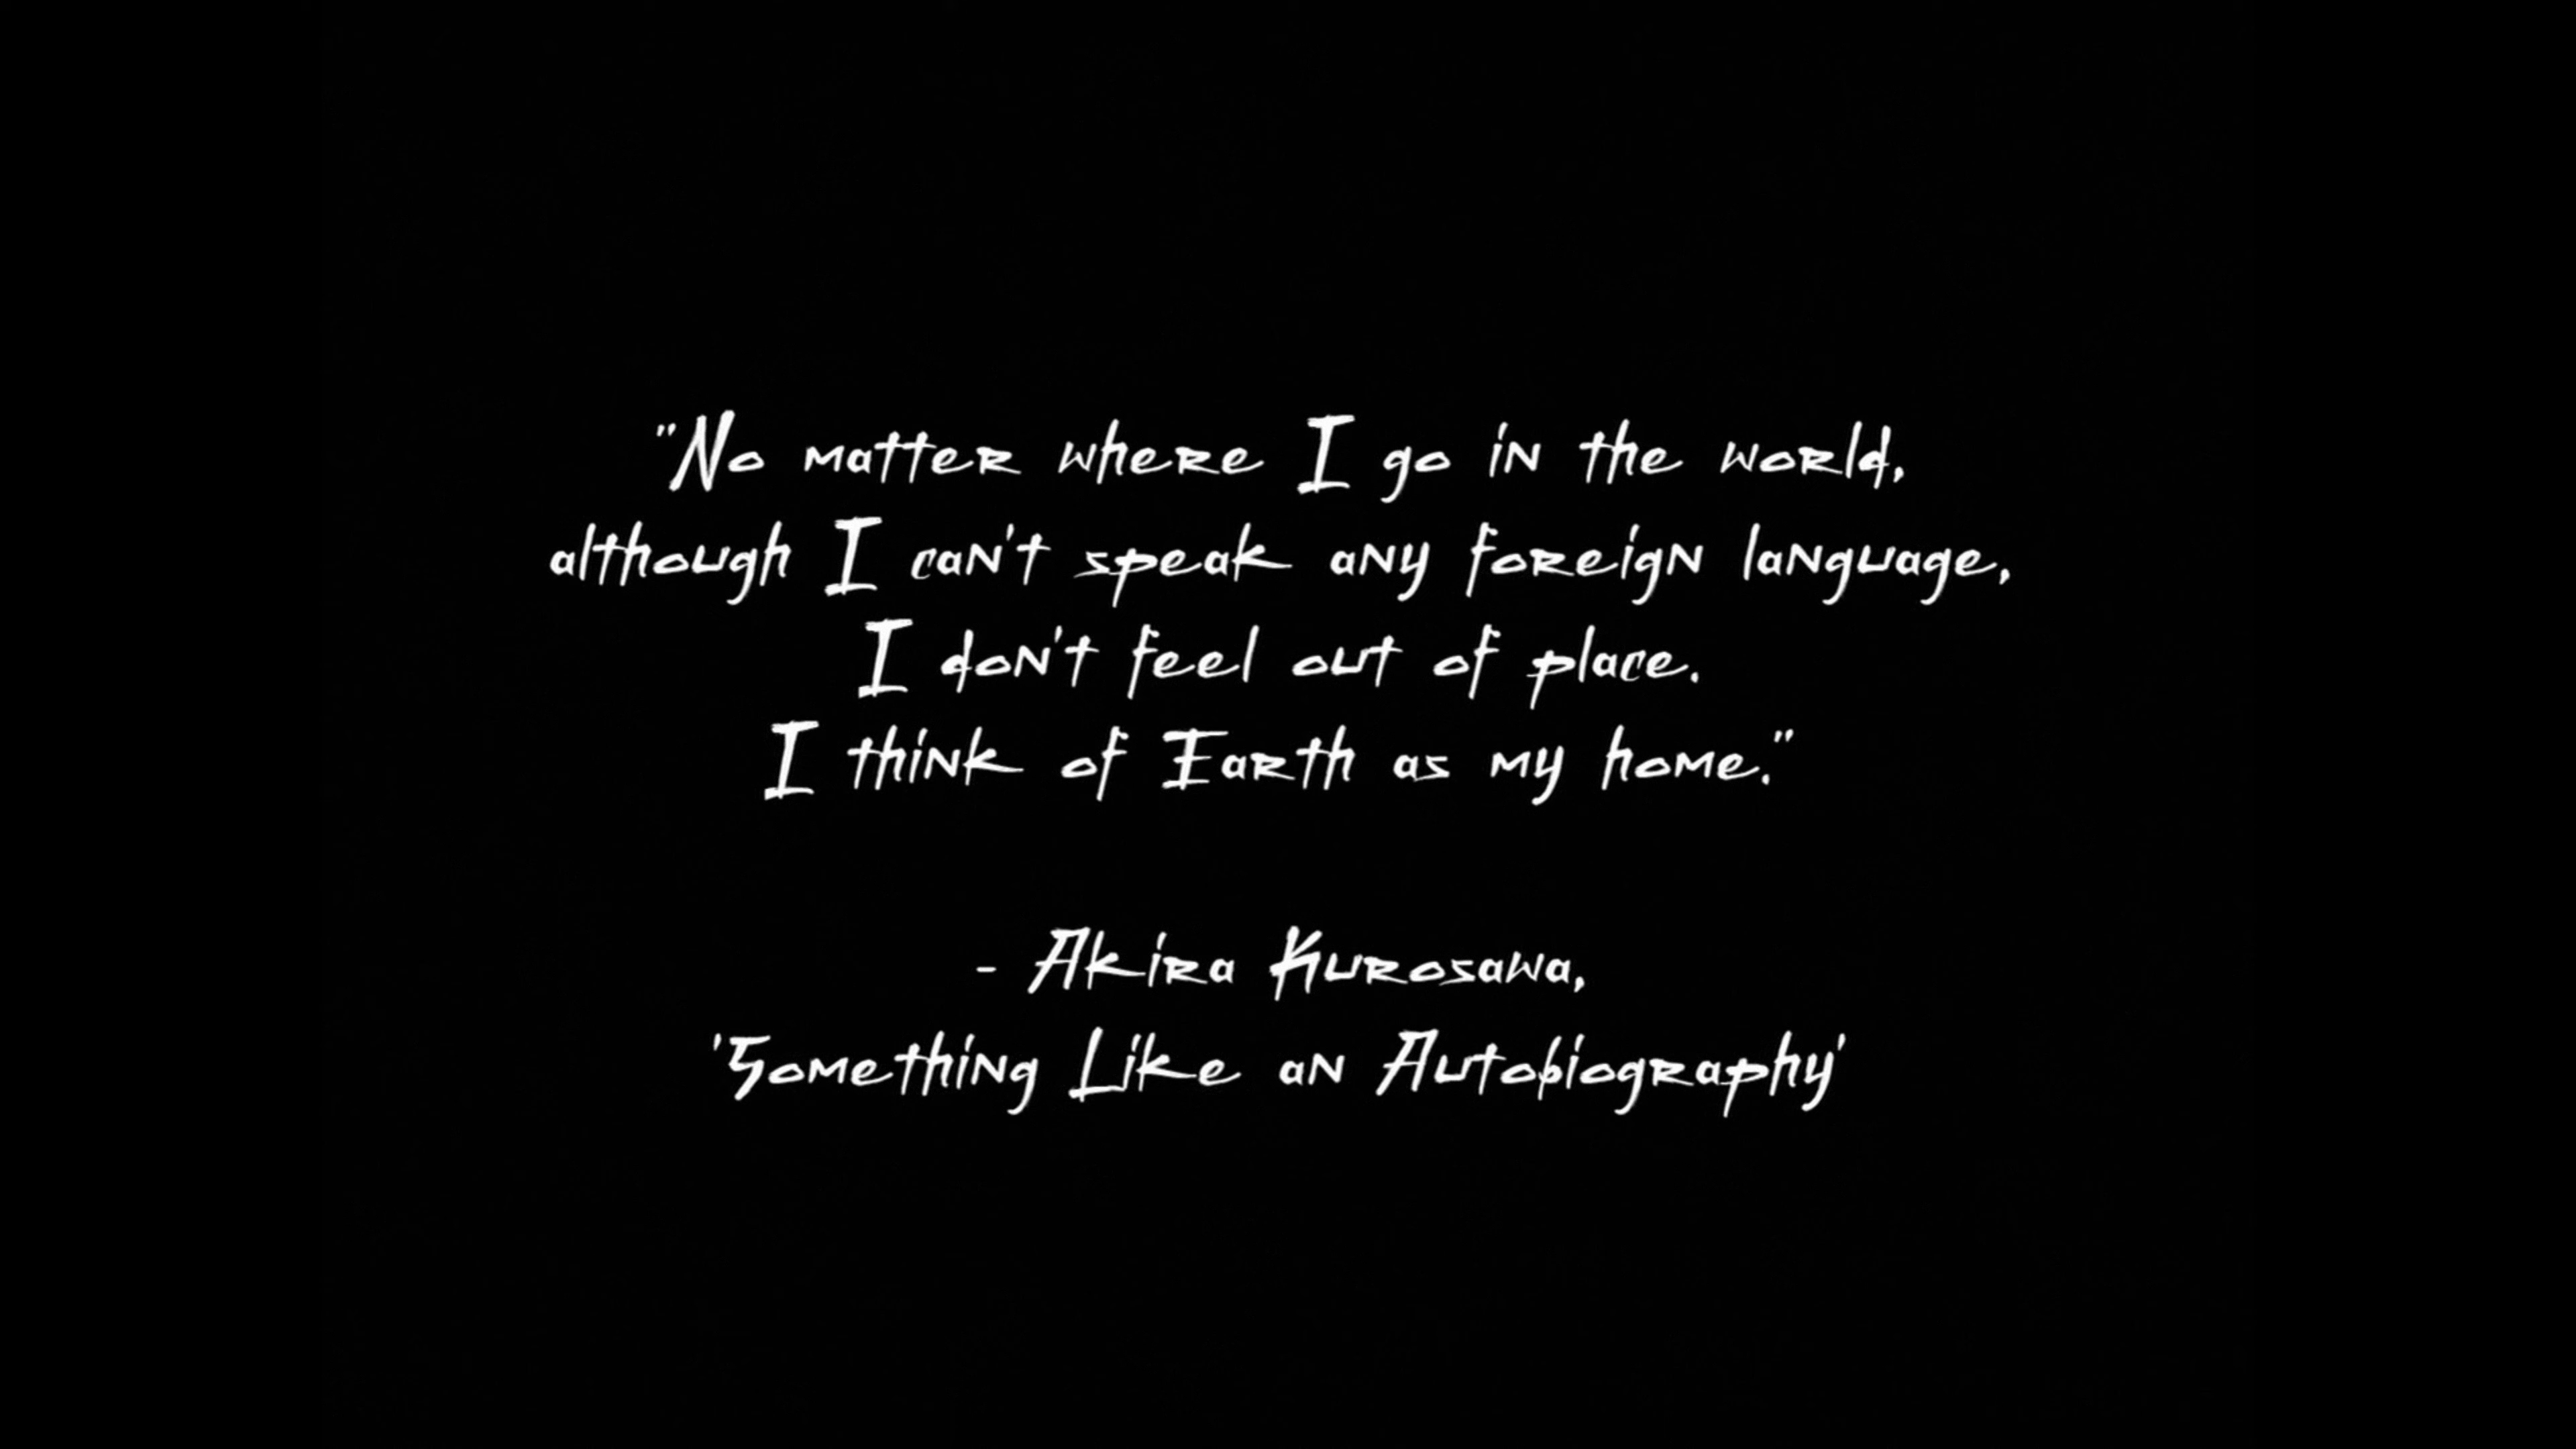 "No matter where I go in the world,
although I can't speak any foreign language,
I don't feel out of place.
I think of Earth as my home."
- Akira Kurosawa,
'Something Like an Autobiography'